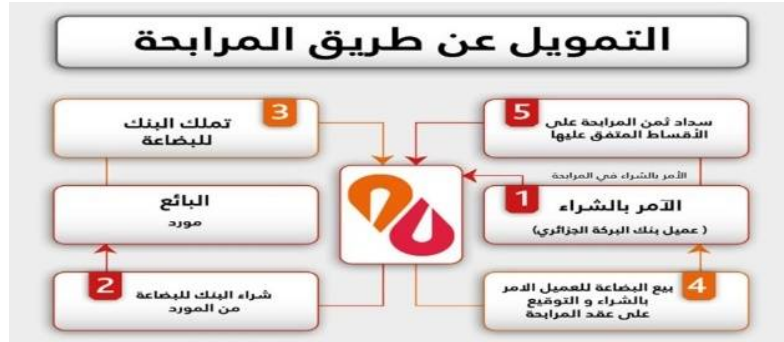 التمويل عن طريق المرابحة
5
سداد ثمن المرابحة على
الأقساط المتفق عليها
3
تملك البنك
للبضاعة
الأمر بالشراء في المرابحة
1
الآمر بالشراء
( عميل بنك البركة الجزائري)
البائع
مورد
4
بيع البضاعة للعميل الامر
بالشراء و التوقيع
على عقد المرابحة
2
شراء البنك للبضاعة
من المورد